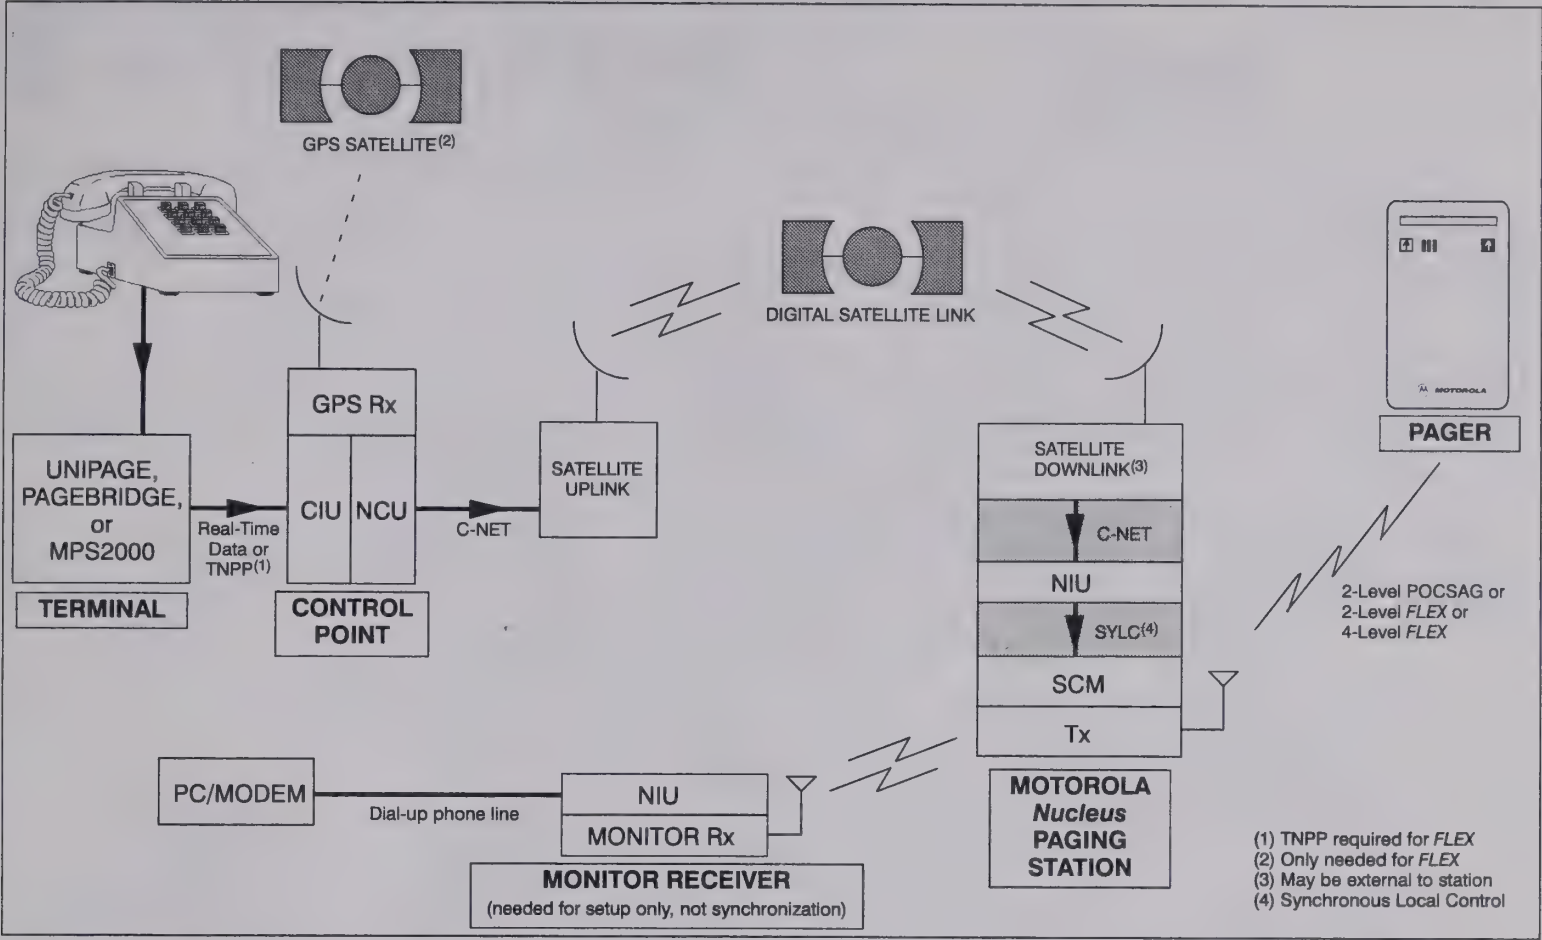 GPS SATELLITE(2)
DIGITAL SATELLITE LINK
MOTOROLA
PAGER
GPS Rx
CIU
NCU
UNIPAGE,
PAGEBRIDGE,
or
MPS2000
TERMINAL
Real-Time
Data or
TNPP(1)
CONTROL
POINT
C-NET
SATELLITE
UPLINK
SATELLITE
DOWNLINK(3)
C-NET
NIU
SYLC(4)
SCM
Tx
MOTOROLA
Nucleus
PAGING
STATION
2-Level POCSAG or
2-Level FLEX or
4-Level FLEX
PC/MODEM
Dial-up phone line
NIU
MONITOR Rx
MONITOR RECEIVER
(needed for setup only, not synchronization)
(1) TNPP required for FLEX
(2) Only needed for FLEX
(3) May be external to station
(4) Synchronous Local Control